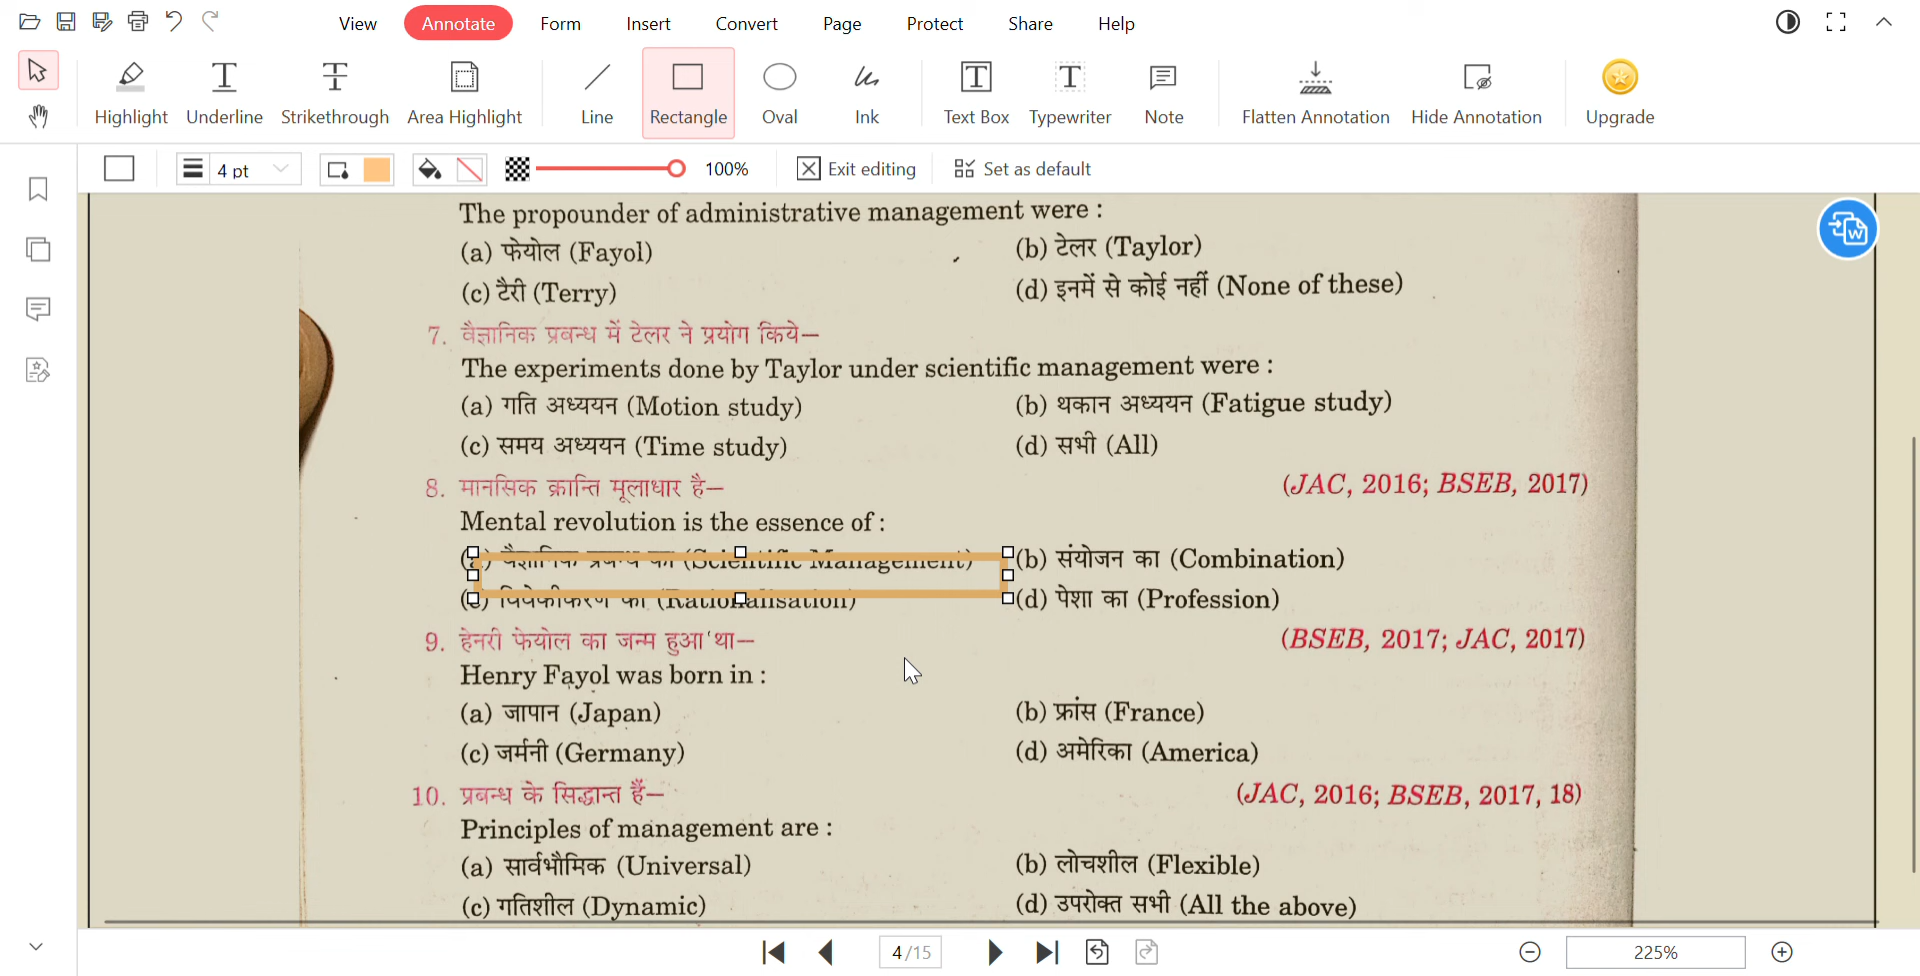 View Annotate Form Insert Convert Page Protect Share Help
Highlight Underline Strikethrough Area Highlight Line Rectangle Oval Ink Text Box Typewriter Note Flatten Annotation Hide Annotation Upgrade
4 pt 100% Exit editing Set as default
The propounder of administrative management were :
(a) फेयोल (Fayol) (b) टेलर (Taylor)
(c) टैरी (Terry) (d) इनमें से कोई नहीं (None of these)
7. वैज्ञानिक प्रबन्ध में टेलर ने प्रयोग किये—
The experiments done by Taylor under scientific management were :
(a) गति अध्ययन (Motion study) (b) थकान अध्ययन (Fatigue study)
(c) समय अध्ययन (Time study) (d) सभी (All)
8. मानसिक क्रान्ति मूलाधार है— (JAC, 2016; BSEB, 2017)
Mental revolution is the essence of :
(a) वैज्ञानिक प्रबन्ध का (Scientific Management) (b) संयोजन का (Combination)
(c) विवेकीकरण का (Rationalisation) (d) पेशा का (Profession)
9. हेनरी फेयोल का जन्म हुआ था— (BSEB, 2017; JAC, 2017)
Henry Fayol was born in :
(a) जापान (Japan) (b) फ्रांस (France)
(c) जर्मनी (Germany) (d) अमेरिका (America)
10. प्रबन्ध के सिद्धान्त हैं— (JAC, 2016; BSEB, 2017, 18)
Principles of management are :
(a) सार्वभौमिक (Universal) (b) लोचशील (Flexible)
(c) गतिशील (Dynamic) (d) उपरोक्त सभी (All the above)
4 /15 225%